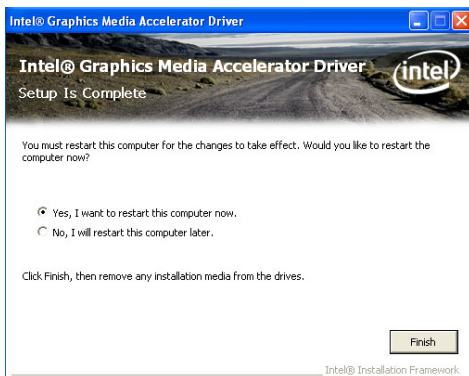 Intel® Graphics Media Accelerator Driver
Intel® Graphics Media Accelerator Driver
Setup Is Complete
intel
You must restart this computer for the changes to take effect. Would you like to restart the
computer now?
Yes, I want to restart this computer now.
No, I will restart this computer later.
Click Finish, then remove any installation media from the drives.
Finish
Intel® Installation Framework